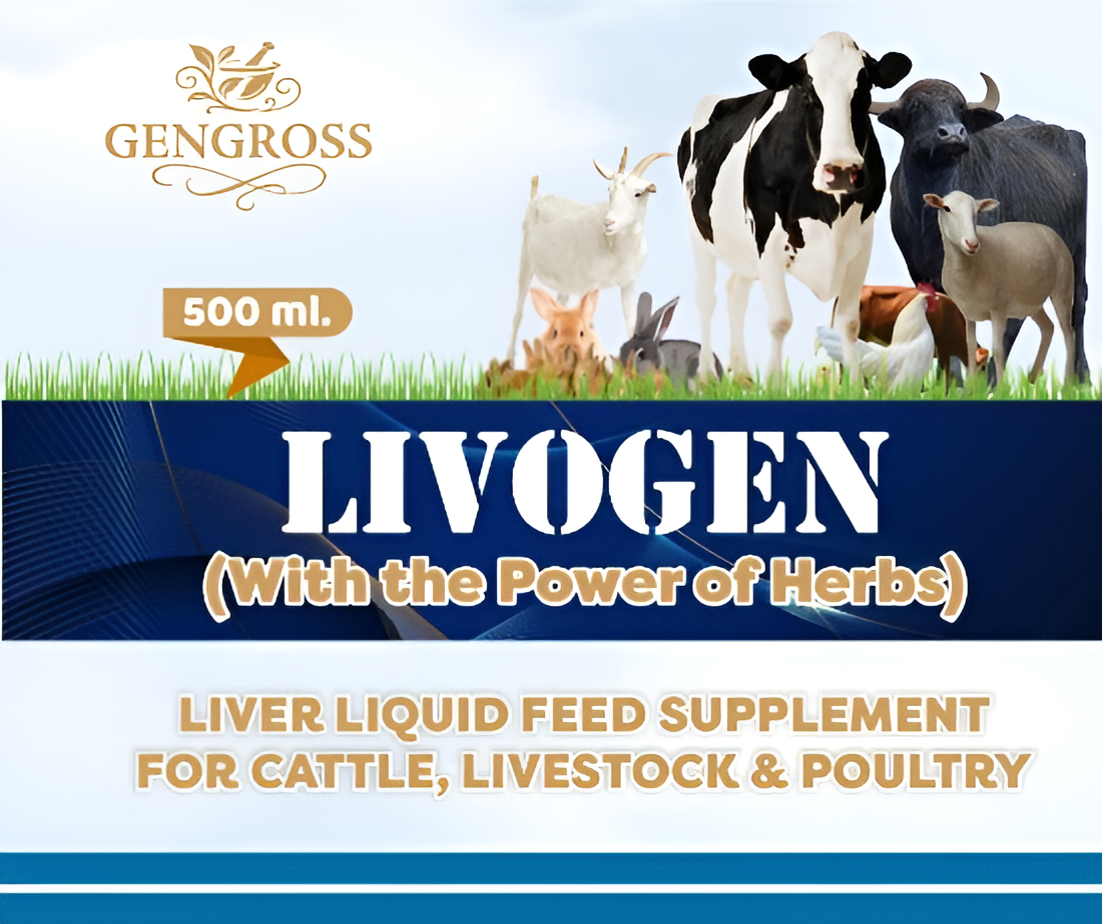 GENGROSS
500 ml.
LIVOGEN
(With the Power of Herbs)
LIVER LIQUID FEED SUPPLEMENT
FOR CATTLE, LIVESTOCK & POULTRY